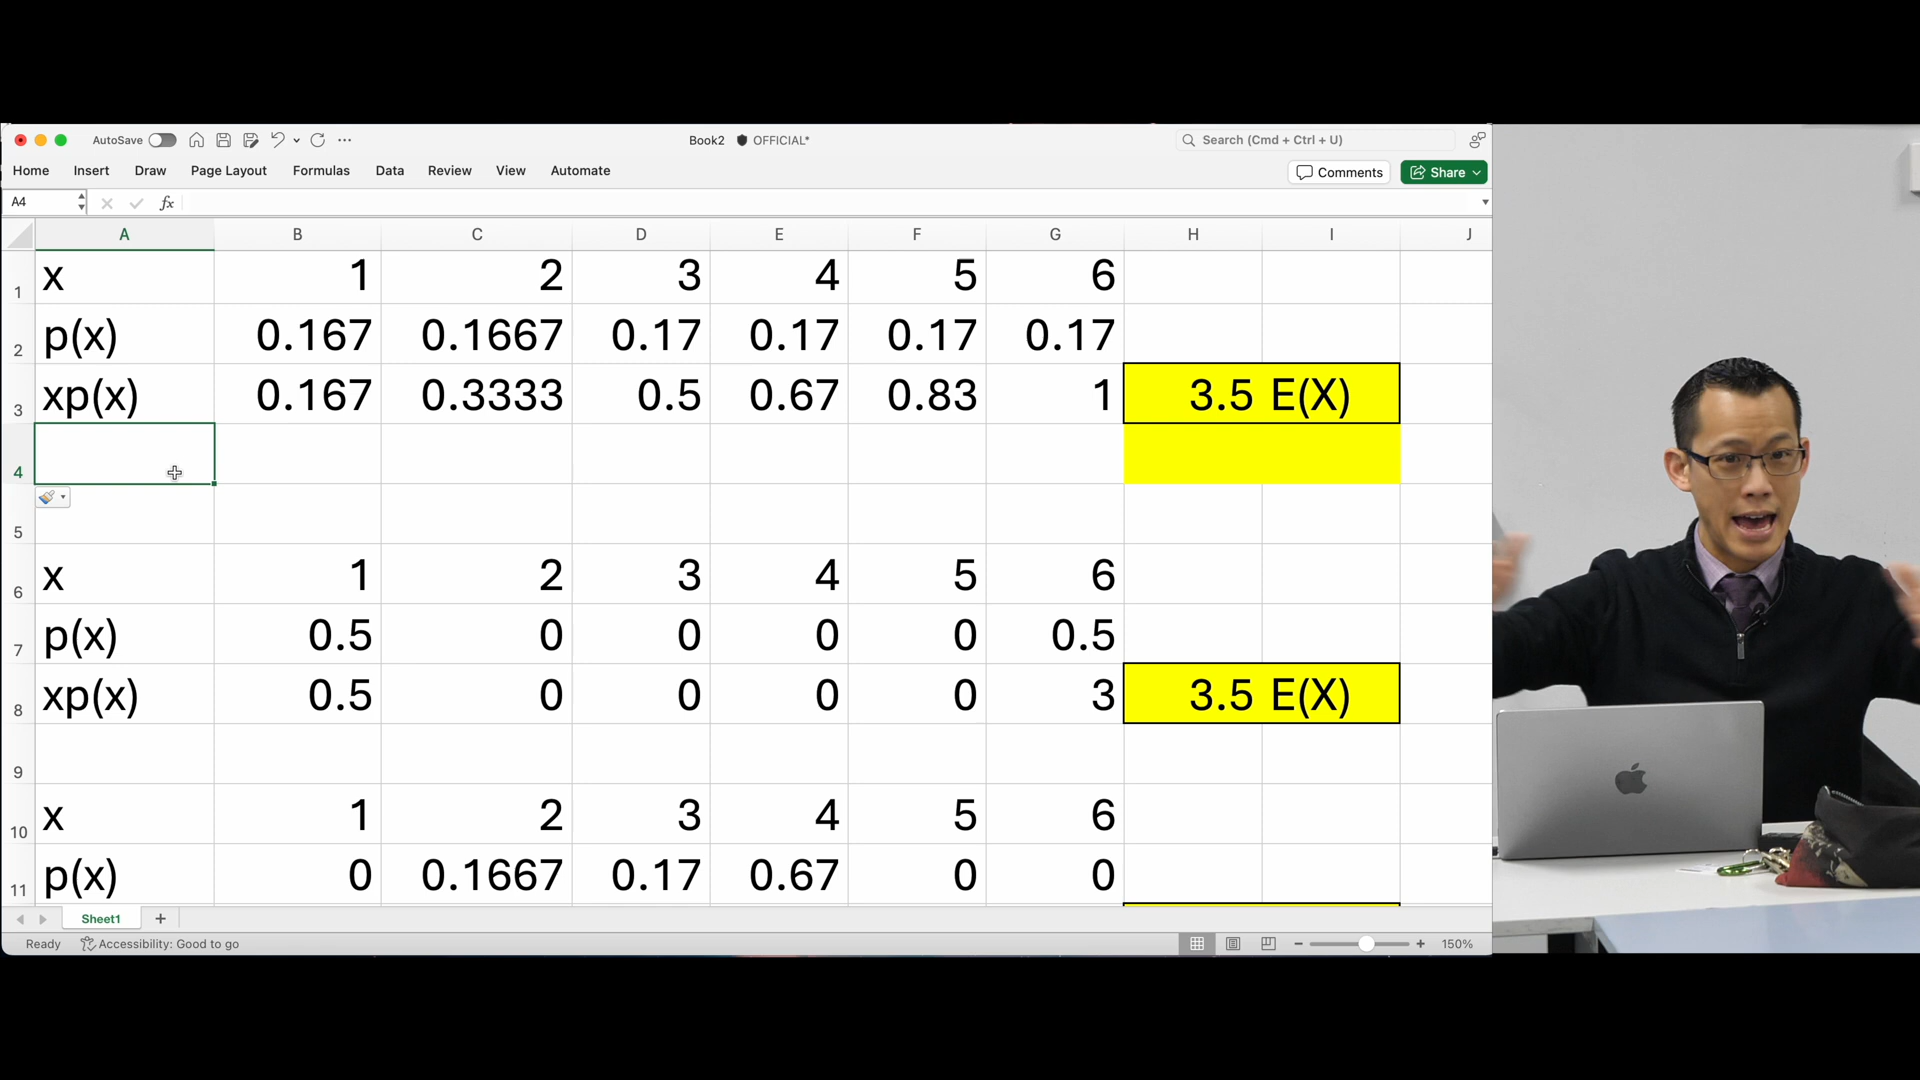 AutoSave Book2 OFFICIAL* Search (Cmd + Ctrl + U)
Home Insert Draw Page Layout Formulas Data Review View Automate Comments Share
A4 fx
A B C D E F G H I J
1 x 1 2 3 4 5 6
2 p(x) 0.167 0.1667 0.17 0.17 0.17 0.17
3 xp(x) 0.167 0.3333 0.5 0.67 0.83 1 3.5 E(X)
4
5
6 x 1 2 3 4 5 6
7 p(x) 0.5 0 0 0 0 0.5
8 xp(x) 0.5 0 0 0 0 3 3.5 E(X)
9
10 x 1 2 3 4 5 6
11 p(x) 0 0.1667 0.17 0.67 0 0
Sheet1 +
Ready Accessibility: Good to go 150%